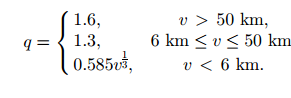 1.6, v > 50 km,
q = { 1.3, 6 km ≤ v ≤ 50 km
0.585v^{1/3}, v < 6 km.